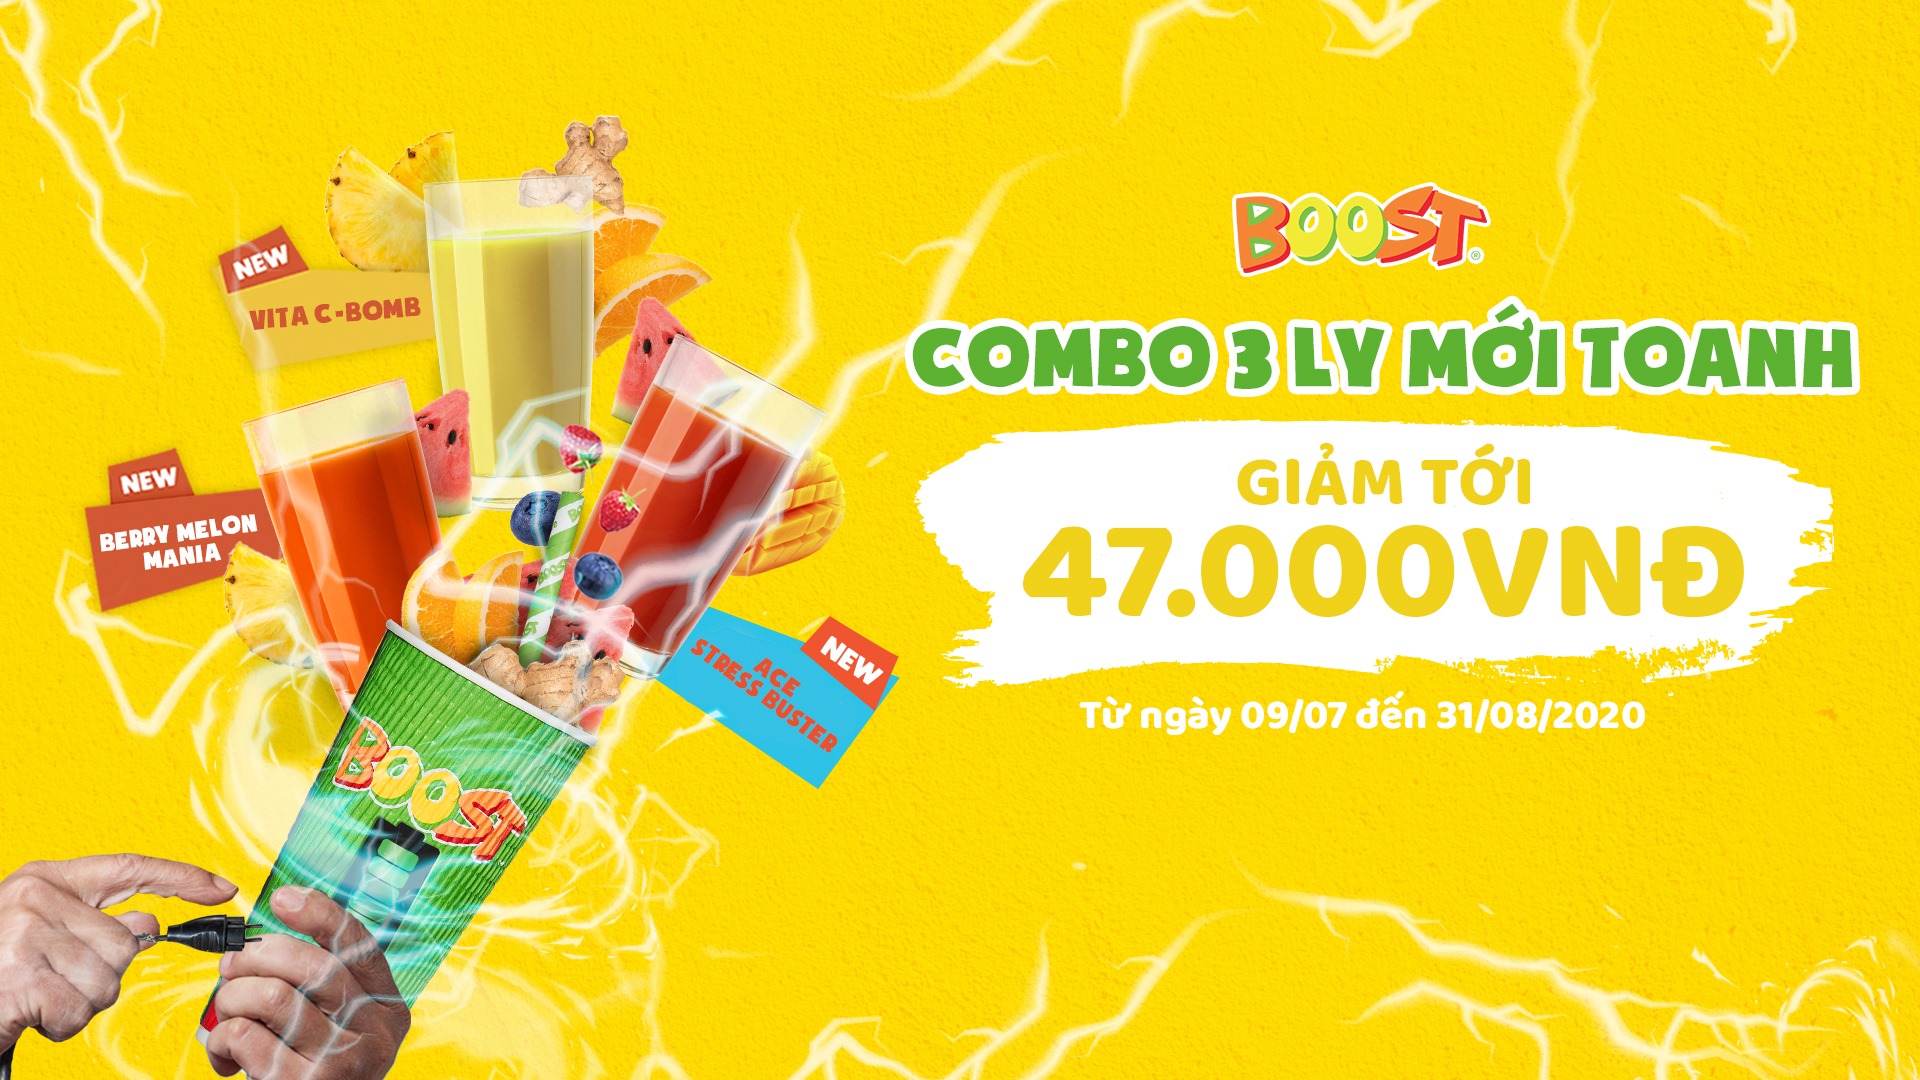 BOOST®
COMBO 3 LY MỚI TOANH
GIẢM TỚI
47.000VNĐ
Từ ngày 09/07 đến 31/08/2020
NEW
VITA C-BOMB
NEW
BERRY MELON
MANIA
NEW
ACE
STRESS BUSTER
BOOST